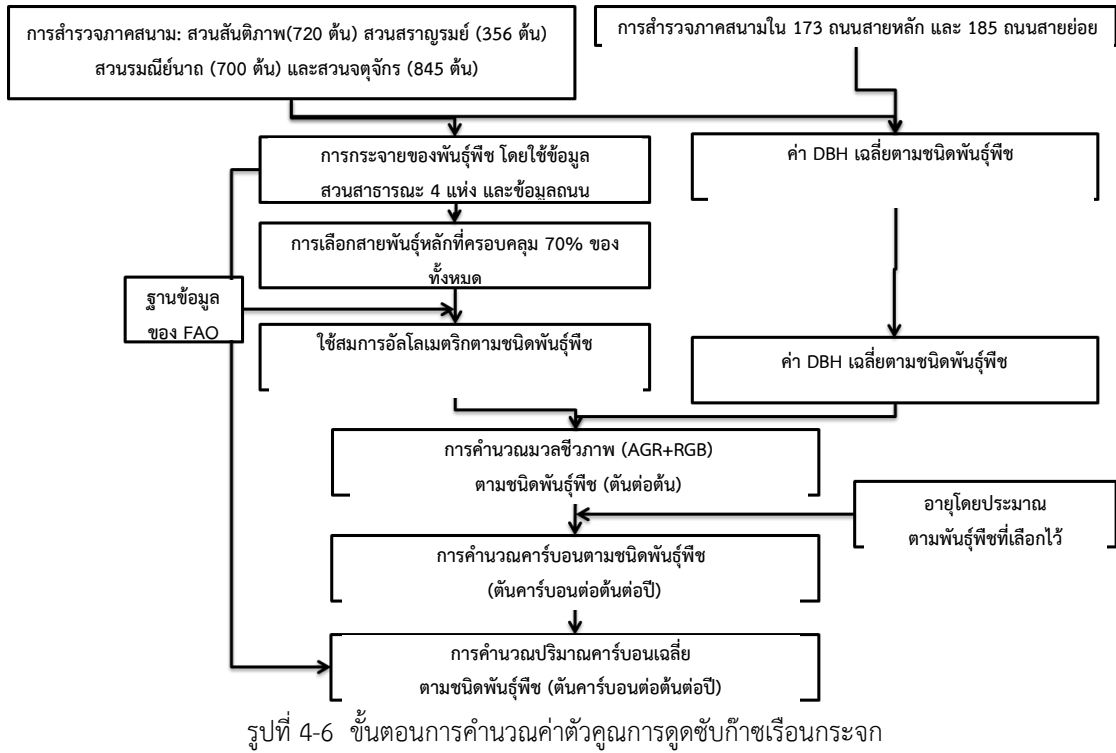 การสำรวจภาคสนาม: สวนสันติภาพ(720 ต้น) สวนสราญรมย์ (356 ต้น)
สวนรมณีย์นาถ (700 ต้น) และสวนจตุจักร (845 ต้น)
การสำรวจภาคสนามใน 173 ถนนสายหลัก และ 185 ถนนสายย่อย
การกระจายของพันธุ์พืช โดยใช้ข้อมูล
สวนสาธารณะ 4 แห่ง และข้อมูลถนน
ค่า DBH เฉลี่ยตามชนิดพันธุ์พืช
การเลือกสายพันธุ์หลักที่ครอบคลุม 70% ของ
ทั้งหมด
ฐานข้อมูล
ของ FAO
ใช้สมการอัลโลเมตริกตามชนิดพันธุ์พืช
ค่า DBH เฉลี่ยตามชนิดพันธุ์พืช
การคำนวณมวลชีวภาพ (AGR+RGB)
ตามชนิดพันธุ์พืช (ตันต่อต้น)
อายุโดยประมาณ
ตามพันธุ์พืชที่เลือกไว้
การคำนวณคาร์บอนตามชนิดพันธุ์พืช
(ตันคาร์บอนต่อต้นต่อปี)
การคำนวณปริมาณคาร์บอนเฉลี่ย
ตามชนิดพันธุ์พืช (ตันคาร์บอนต่อต้นต่อปี)
รูปที่ 4-6 ขั้นตอนการคำนวณค่าตัวคูณการดูดซับก๊าซเรือนกระจก